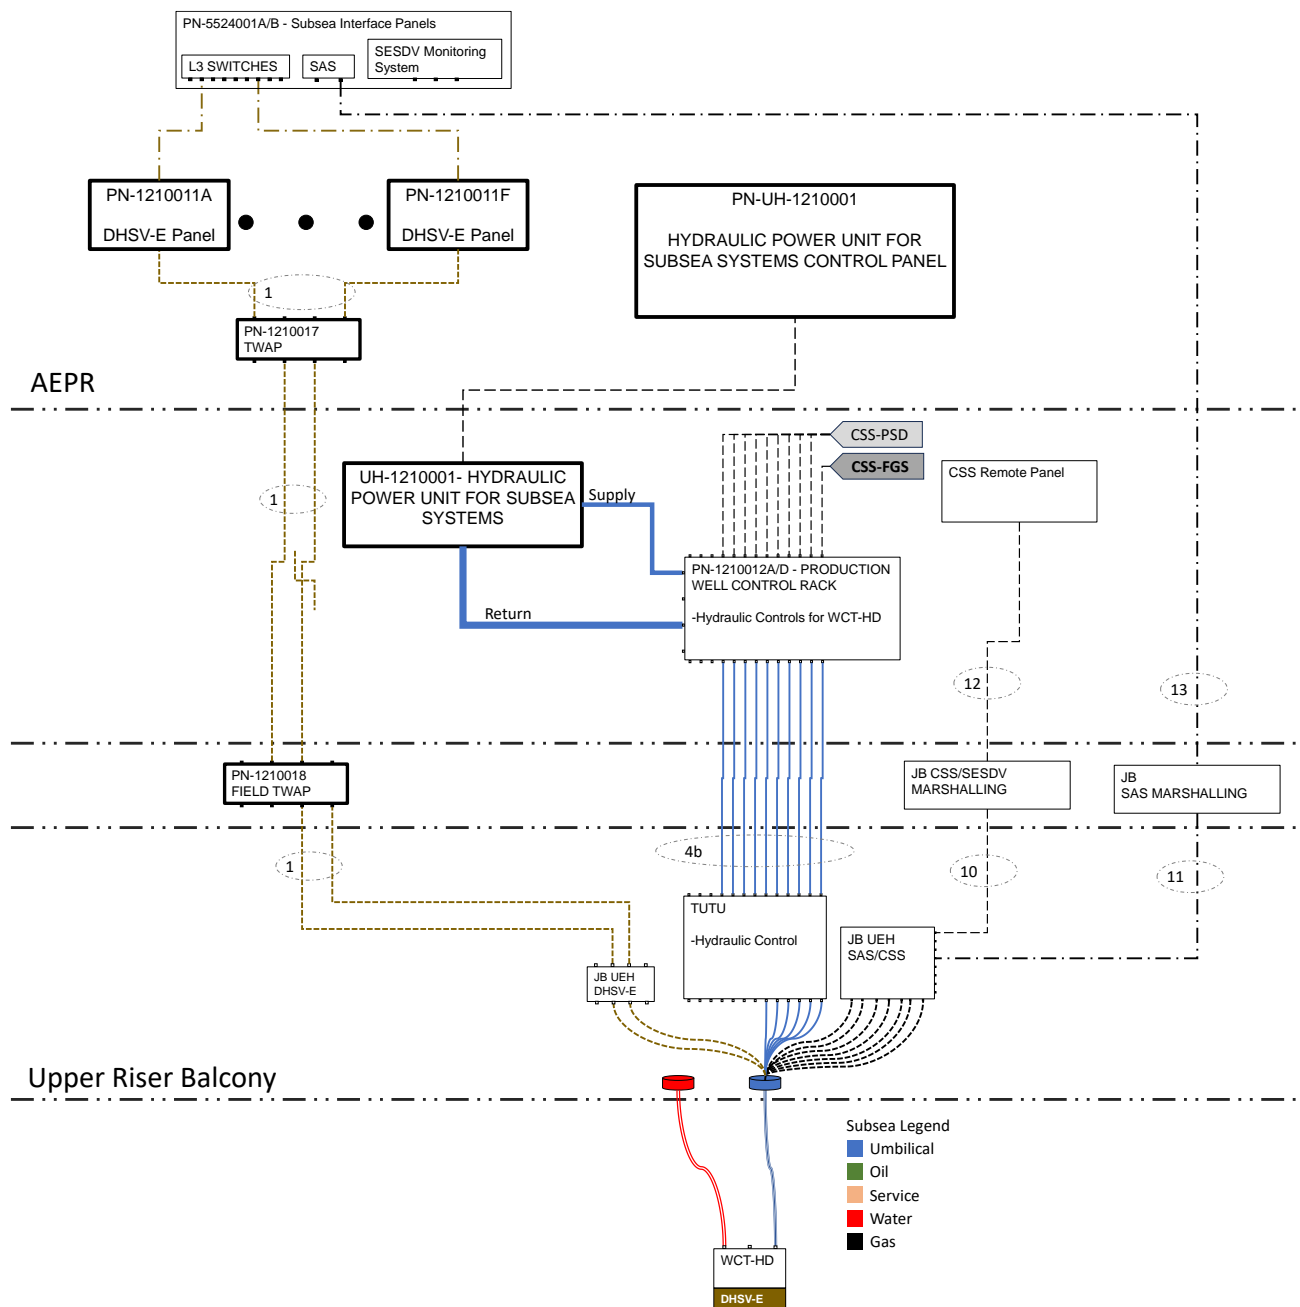 PN-5524001A/B - Subsea Interface Panels
L3 SWITCHES
SAS
SESDV Monitoring
System
PN-1210011A
DHSV-E Panel
PN-1210011F
DHSV-E Panel
PN-UH-1210001
HYDRAULIC POWER UNIT FOR
SUBSEA SYSTEMS CONTROL PANEL
1
PN-1210017
TWAP
AEPR
CSS-PSD
CSS-FGS
UH-1210001- HYDRAULIC
POWER UNIT FOR SUBSEA
SYSTEMS
Supply
CSS Remote Panel
1
PN-1210012A/D - PRODUCTION
WELL CONTROL RACK
-Hydraulic Controls for WCT-HD
Return
12
13
PN-1210018
FIELD TWAP
JB CSS/SESDV
MARSHALLING
JB
SAS MARSHALLING
1
4b
10
11
TUTU
-Hydraulic Control
JB UEH
SAS/CSS
JB UEH
DHSV-E
Upper Riser Balcony
Subsea Legend
Umbilical
Oil
Service
Water
Gas
WCT-HD
DHSV-E